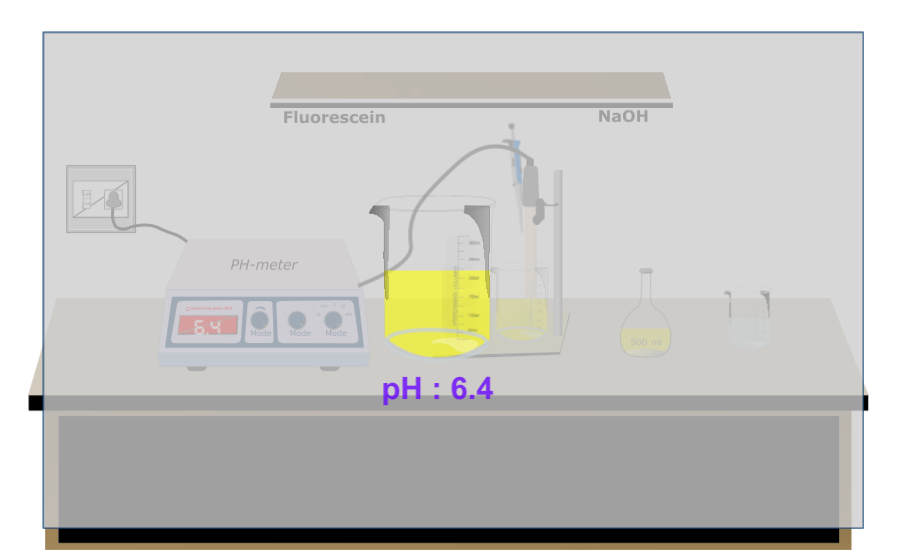 Fluorescein
NaOH
PH-meter
6.4
Mode
Mode
Mode
500 ml
pH : 6.4